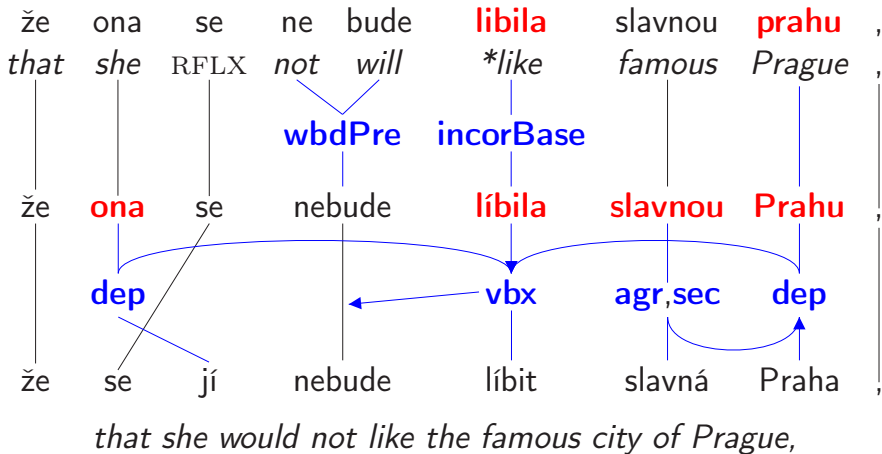 že ona se ne bude libila slavnou prahu ,
that she RFLX not will *like famous Prague ,
wbdPre incorBase
že ona se nebude líbila slavnou Prahu ,
dep vbx agr,sec dep
že se jí nebude líbit slavná Praha ,
that she would not like the famous city of Prague,